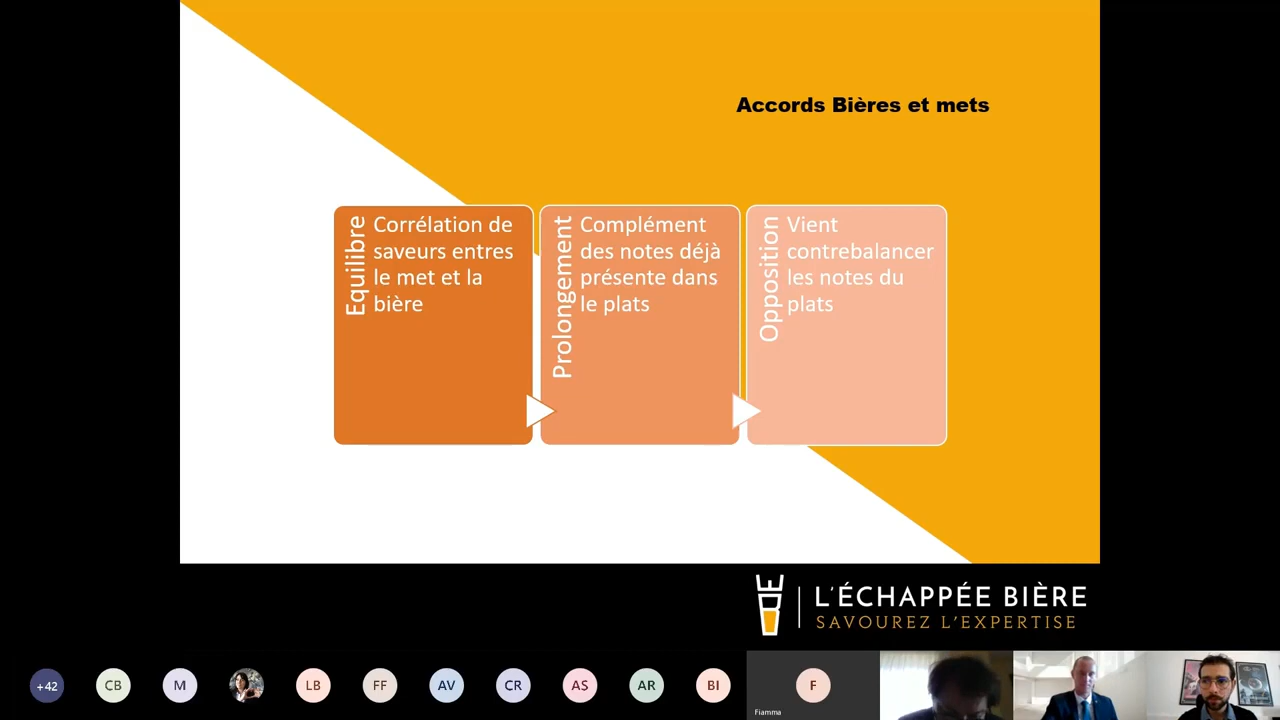 Accords Bières et mets
Equilibre
Corrélation de
saveurs entres
le met et la
bière
Prolongement
Complément
des notes déjà
présente dans
le plats
Opposition
Vient
contrebalancer
les notes du
plats
L'ÉCHAPPÉE BIÈRE
SAVOUREZ L'EXPERTISE
+42
CB
M
LB
FF
AV
CR
AS
AR
BI
F
Fiamma